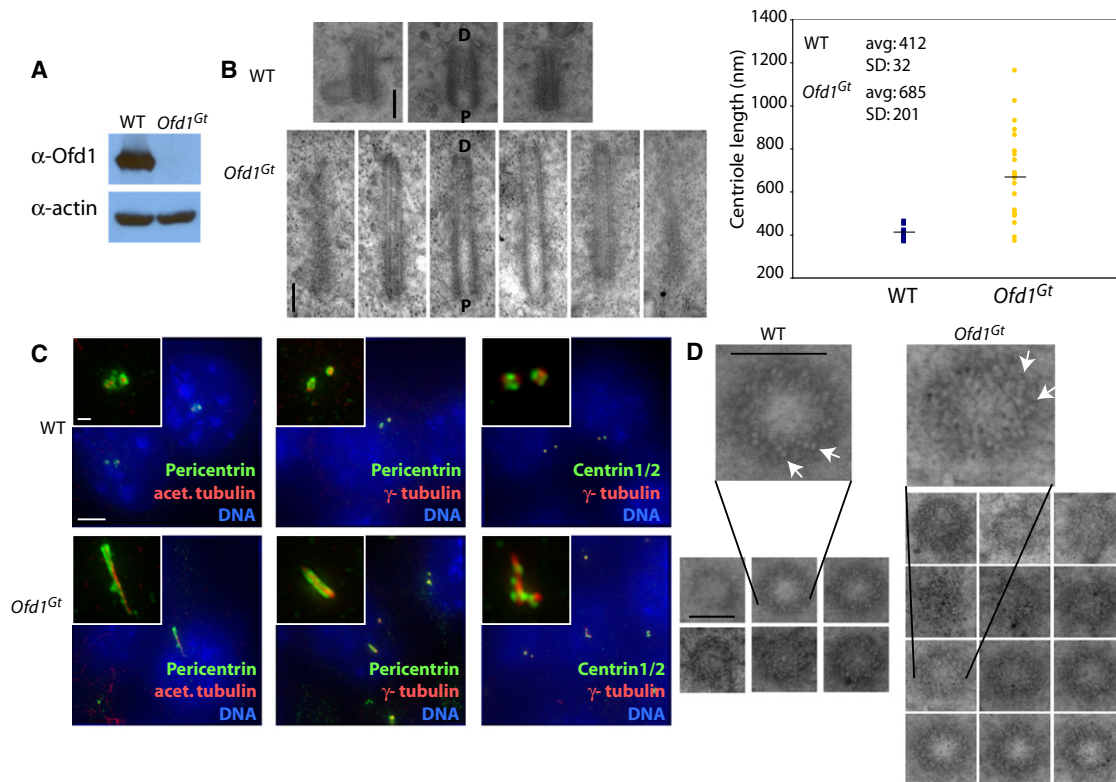 A
WT Ofd1Gt
α-Ofd1
α-actin
B
WT
D
P
Ofd1Gt
D
P
Centriole length (nm)
1400
1200
1000
800
600
400
200
WT avg: 412
SD: 32
Ofd1Gt avg: 685
SD: 201
WT Ofd1Gt
C
WT
Pericentrin
acet. tubulin
DNA
Pericentrin
γ- tubulin
DNA
Centrin1/2
γ- tubulin
DNA
Ofd1Gt
Pericentrin
acet. tubulin
DNA
Pericentrin
γ- tubulin
DNA
Centrin1/2
γ- tubulin
DNA
D
WT
Ofd1Gt